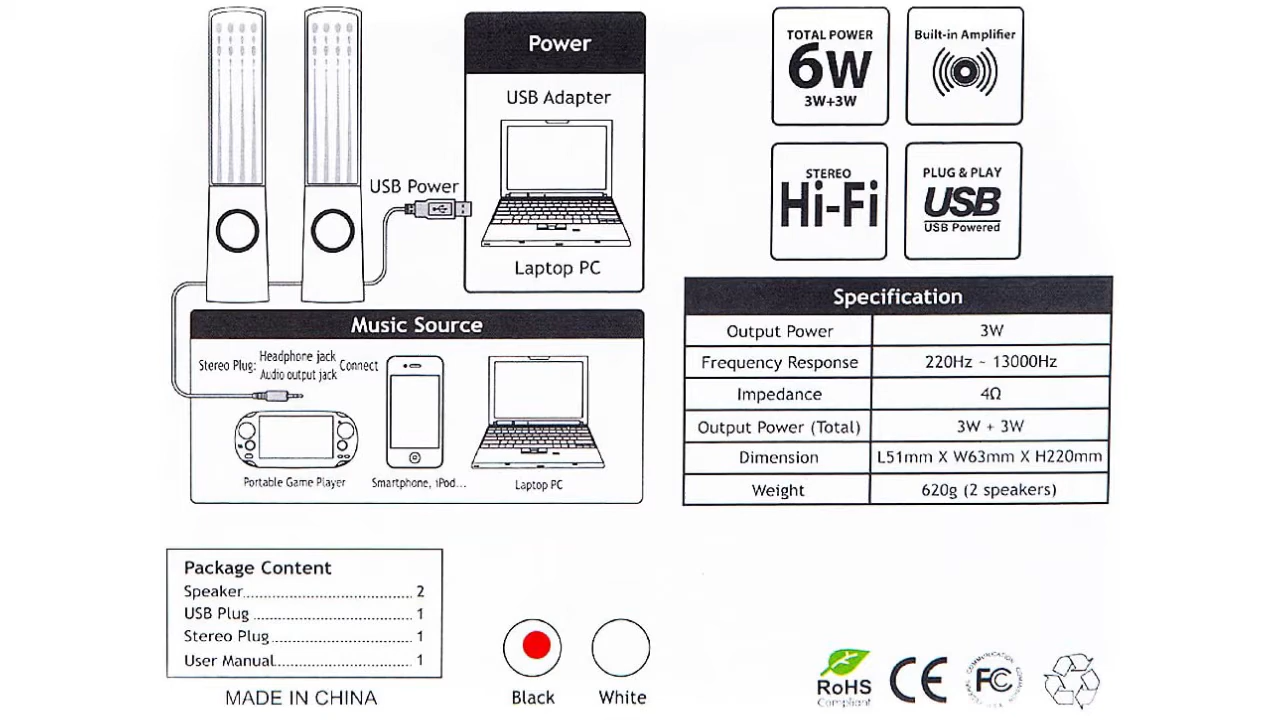 Power
USB Adapter
USB Power
Laptop PC
Music Source
Stereo Plug: Headphone jack Connect
Audio output jack
Portable Game Player
Smartphone, iPod...
Laptop PC
TOTAL POWER
6W
3W+3W
Built-in Amplifier
STEREO
Hi-Fi
PLUG & PLAY
USB
USB Powered
Specification
Output Power 3W
Frequency Response 220Hz ~ 13000Hz
Impedance 4Ω
Output Power (Total) 3W + 3W
Dimension L51mm X W63mm X H220mm
Weight 620g (2 speakers)
Package Content
Speaker 2
USB Plug 1
Stereo Plug 1
User Manual 1
MADE IN CHINA
Black
White
RoHS
Compliant
CE
FC